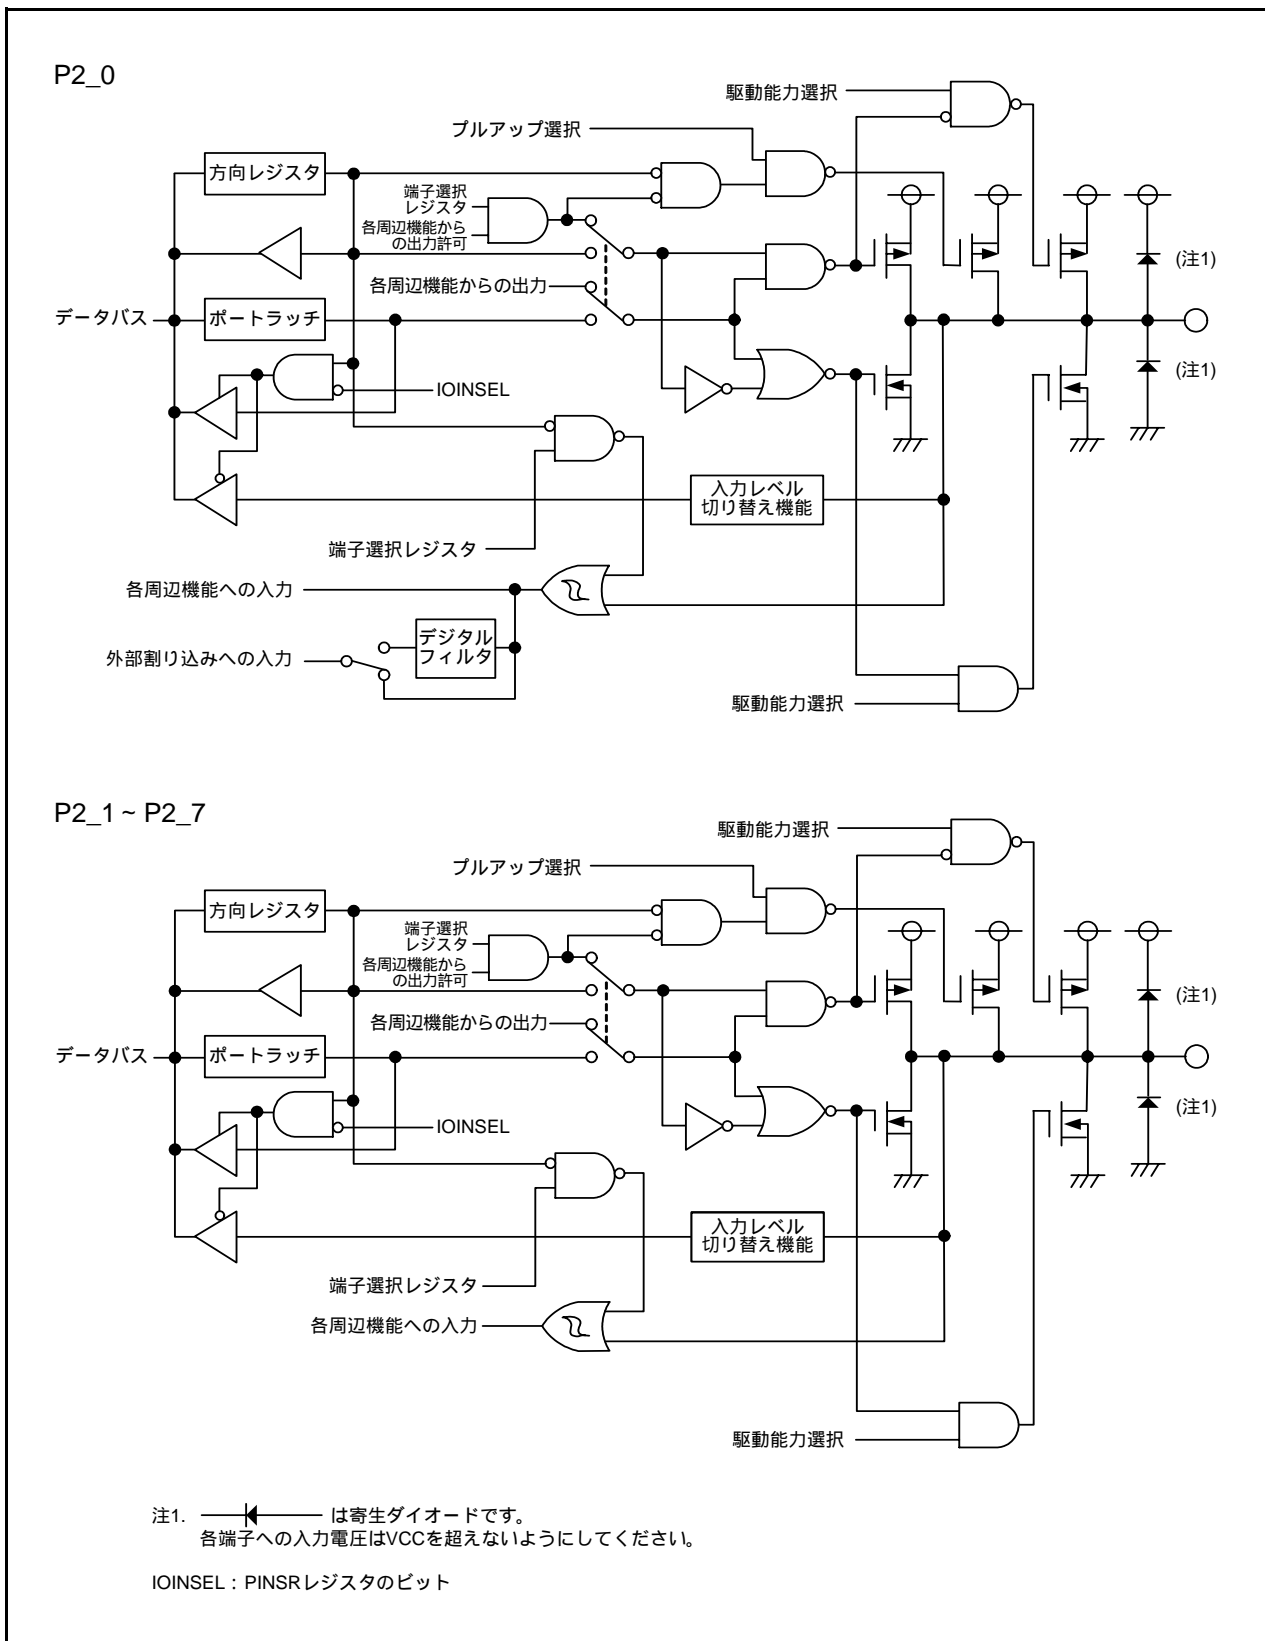 P2_0
駆動能力選択
プルアップ選択
方向レジスタ
端子選択
レジスタ
各周辺機能から
の出力許可
(注1)
各周辺機能からの出力
データバス
ポートラッチ
(注1)
IOINSEL
入力レベル
切り替え機能
端子選択レジスタ
各周辺機能への入力
デジタル
フィルタ
外部割り込みへの入力
駆動能力選択
P2_1 ~ P2_7
駆動能力選択
プルアップ選択
方向レジスタ
端子選択
レジスタ
各周辺機能から
の出力許可
(注1)
各周辺機能からの出力
データバス
ポートラッチ
(注1)
IOINSEL
入力レベル
切り替え機能
端子選択レジスタ
各周辺機能への入力
駆動能力選択
注1. は寄生ダイオードです。
各端子への入力電圧はVCCを超えないようにしてください。
IOINSEL : PINSRレジスタのビット